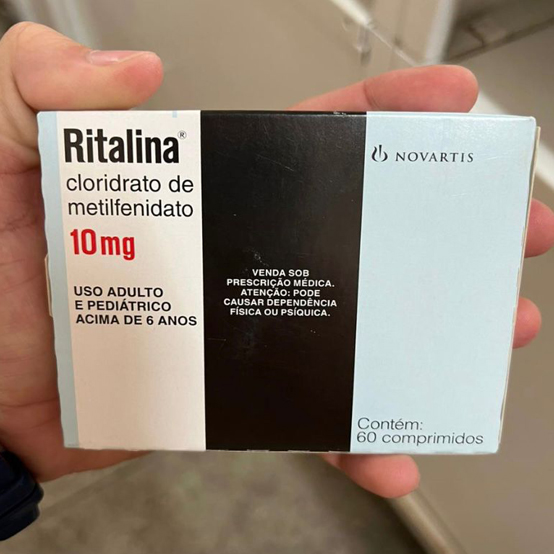 Ritalina®
cloridrato de
metilfenidato
10mg
USO ADULTO
E PEDIÁTRICO
ACIMA DE 6 ANOS
VENDA SOB
PRESCRIÇÃO MÉDICA.
ATENÇÃO: PODE
CAUSAR DEPENDÊNCIA
FÍSICA OU PSÍQUICA.
NOVARTIS
Contém:
60 comprimidos